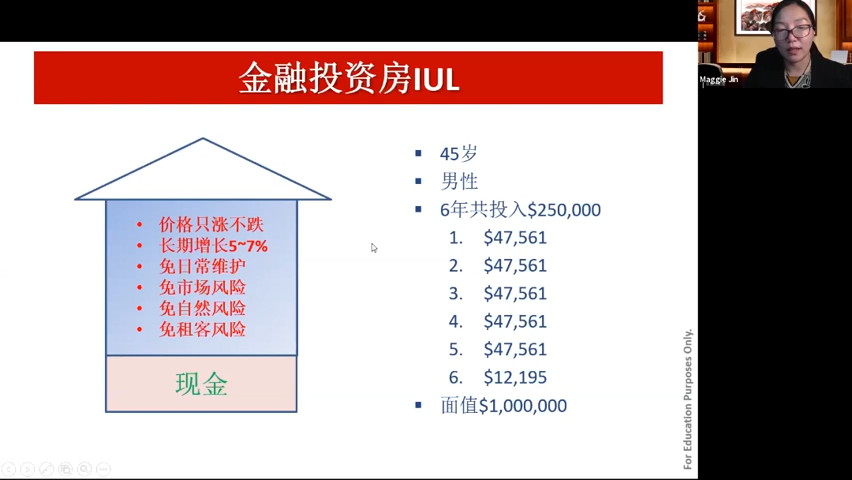 金融投资房IUL
Maggie Jin
• 价格只涨不跌
• 长期增长5~7%
• 免日常维护
• 免市场风险
• 免自然风险
• 免租客风险
现金
▪ 45岁
▪ 男性
▪ 6年共投入$250,000
1. $47,561
2. $47,561
3. $47,561
4. $47,561
5. $47,561
6. $12,195
▪ 面值$1,000,000
For Education Purposes Only.